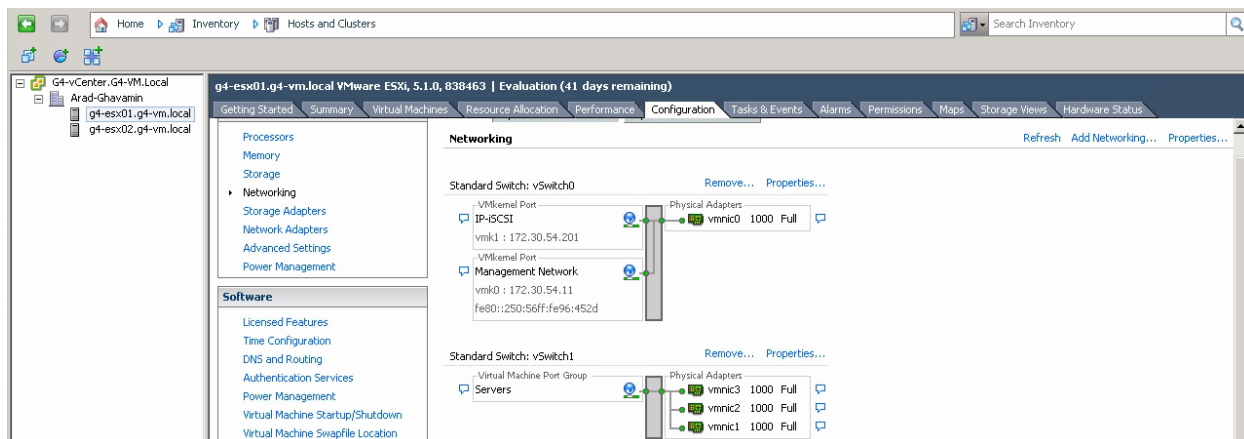 Home Inventory Hosts and Clusters Search Inventory
G4-vCenter.G4-VM.Local
Arad-Ghavamin
g4-esx01.g4-vm.local
g4-esx02.g4-vm.local
g4-esx01.g4-vm.local VMware ESXi, 5.1.0, 838463 | Evaluation (41 days remaining)
Getting Started Summary Virtual Machines Resource Allocation Performance Configuration Tasks & Events Alarms Permissions Maps Storage Views Hardware Status
Processors
Memory
Storage
Networking
Storage Adapters
Network Adapters
Advanced Settings
Power Management
Software
Licensed Features
Time Configuration
DNS and Routing
Authentication Services
Power Management
Virtual Machine Startup/Shutdown
Virtual Machine Swapfile Location
Networking Refresh Add Networking... Properties...
Standard Switch: vSwitch0 Remove... Properties...
VMkernel Port Physical Adapters
IP-iSCSI vmnic0 1000 Full
vmk1 : 172.30.54.201
VMkernel Port
Management Network
vmk0 : 172.30.54.11
fe80::250:56ff:fe96:452d
Standard Switch: vSwitch1 Remove... Properties...
Virtual Machine Port Group Physical Adapters
Servers vmnic3 1000 Full
vmnic2 1000 Full
vmnic1 1000 Full